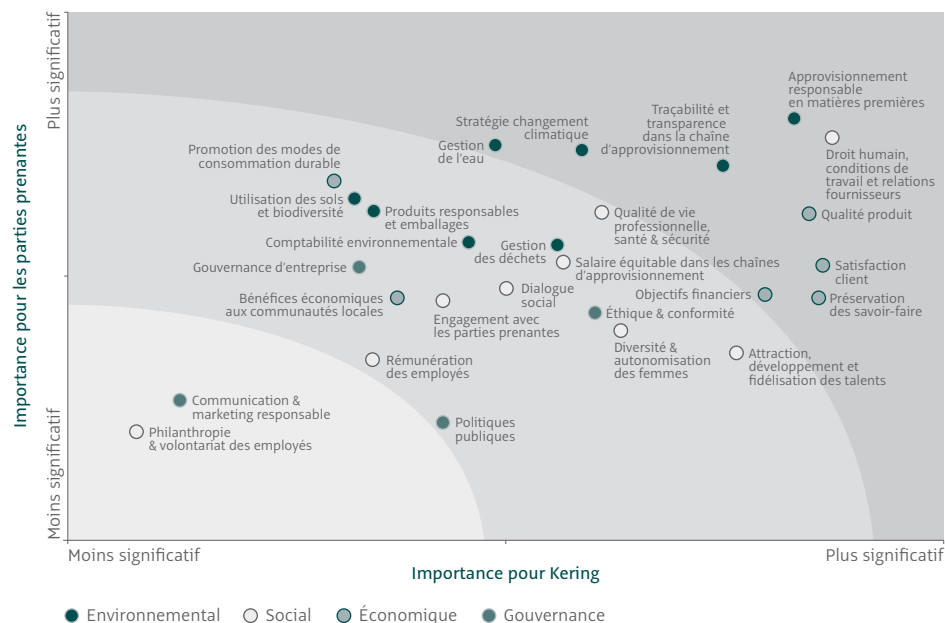 Plus significatif
Importance pour les parties prenantes
Moins significatif
Approvisionnement
responsable
en matières premières
Traçabilité et
transparence
dans la chaîne
d'approvisionnement
Stratégie changement
climatique
Gestion
de l'eau
Droit humain,
conditions de
travail et relations
fournisseurs
Promotion des modes de
consommation durable
Utilisation des sols
et biodiversité
Produits responsables
et emballages
Qualité de vie
professionnelle,
santé & sécurité
Qualité produit
Comptabilité environnementale
Gestion
des déchets
Gouvernance d'entreprise
Salaire équitable dans les chaînes
d'approvisionnement
Satisfaction
client
Bénéfices économiques
aux communautés locales
Dialogue
social
Objectifs financiers
Préservation
des savoir-faire
Engagement avec
les parties prenantes
Éthique & conformité
Diversité &
autonomisation
des femmes
Attraction,
développement et
fidélisation des talents
Rémunération
des employés
Communication &
marketing responsable
Philanthropie
& volontariat des employés
Politiques
publiques
Moins significatif
Plus significatif
Importance pour Kering
Environnemental
Social
Économique
Gouvernance